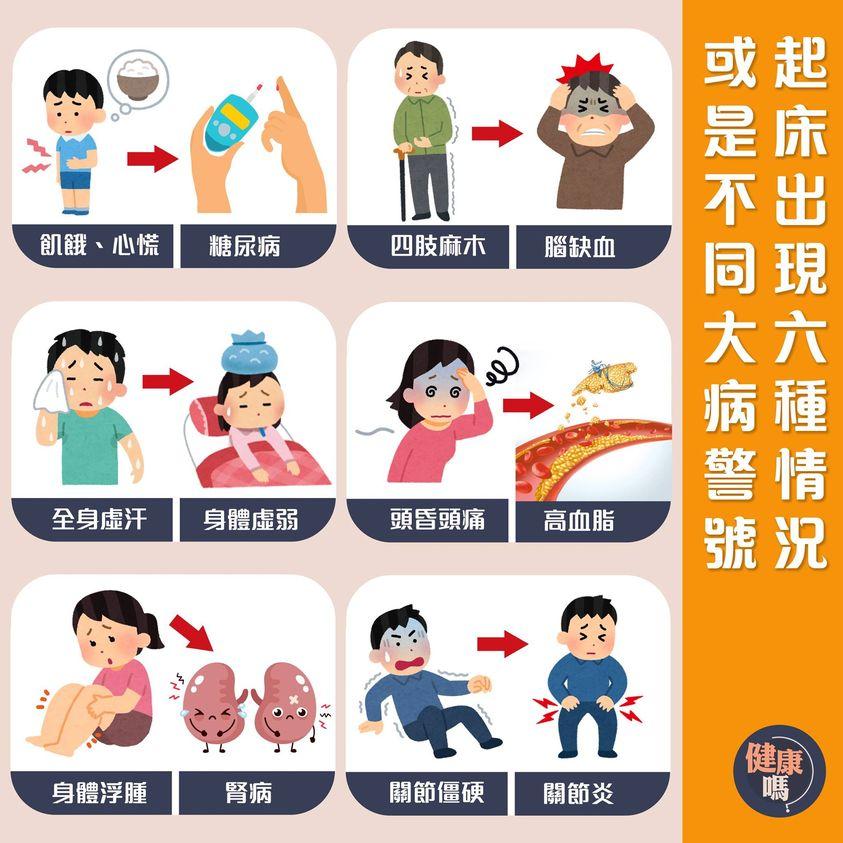 起床出現六種情況
或是不同大病警號
飢餓、心慌
糖尿病
四肢麻木
腦缺血
全身虛汗
身體虛弱
頭昏頭痛
高血脂
身體浮腫
腎病
關節僵硬
關節炎
健康
嗎